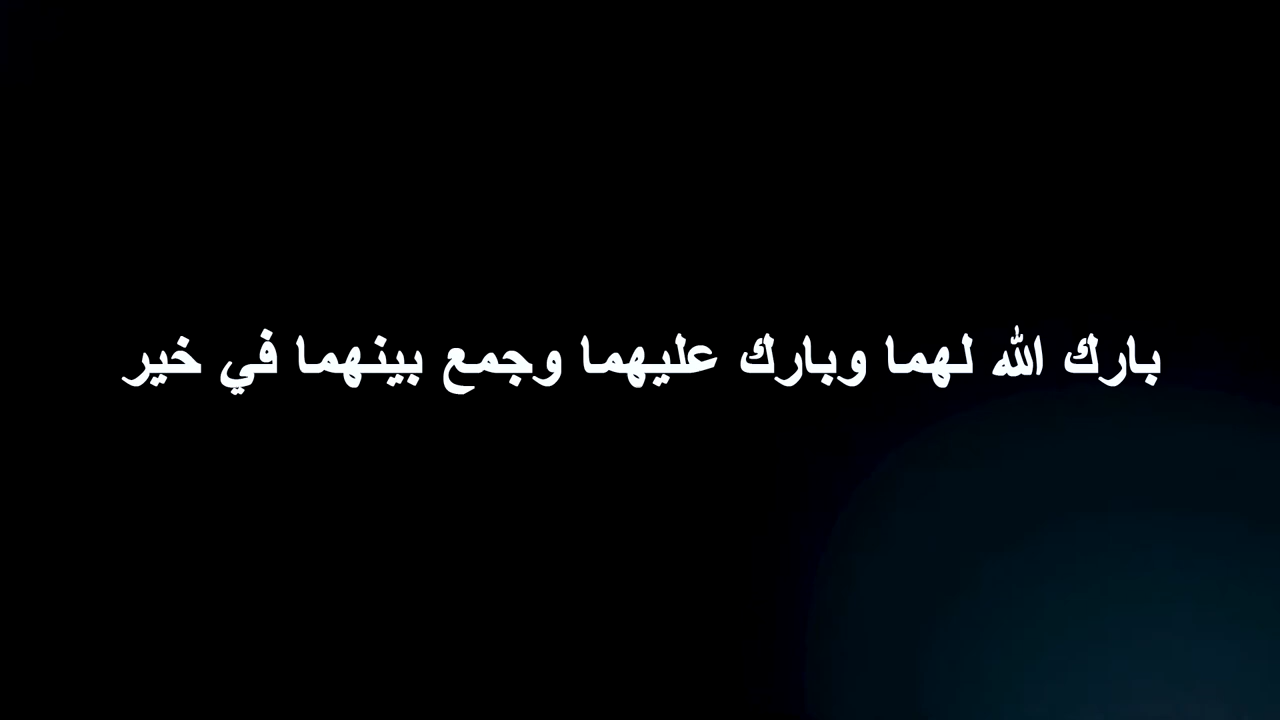 بارك الله لهما وبارك عليهما وجمع بينهما في خير